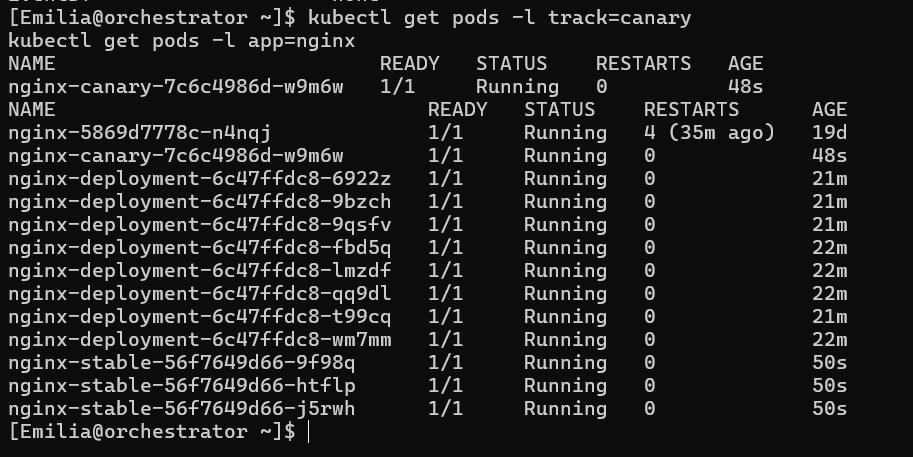 [Emilia@orchestrator ~]$ kubectl get pods -l track=canary
kubectl get pods -l app=nginx
NAME READY STATUS RESTARTS AGE
nginx-canary-7c6c4986d-w9m6w 1/1 Running 0 48s
NAME READY STATUS RESTARTS AGE
nginx-5869d7778c-n4nqj 1/1 Running 4 (35m ago) 19d
nginx-canary-7c6c4986d-w9m6w 1/1 Running 0 48s
nginx-deployment-6c47ffdc8-6922z 1/1 Running 0 21m
nginx-deployment-6c47ffdc8-9bzch 1/1 Running 0 21m
nginx-deployment-6c47ffdc8-9qsfv 1/1 Running 0 21m
nginx-deployment-6c47ffdc8-fbd5q 1/1 Running 0 22m
nginx-deployment-6c47ffdc8-lmzdf 1/1 Running 0 22m
nginx-deployment-6c47ffdc8-qq9dl 1/1 Running 0 22m
nginx-deployment-6c47ffdc8-t99cq 1/1 Running 0 21m
nginx-deployment-6c47ffdc8-wm7mm 1/1 Running 0 22m
nginx-stable-56f7649d66-9f98q 1/1 Running 0 50s
nginx-stable-56f7649d66-htflp 1/1 Running 0 50s
nginx-stable-56f7649d66-j5rwh 1/1 Running 0 50s
[Emilia@orchestrator ~]$